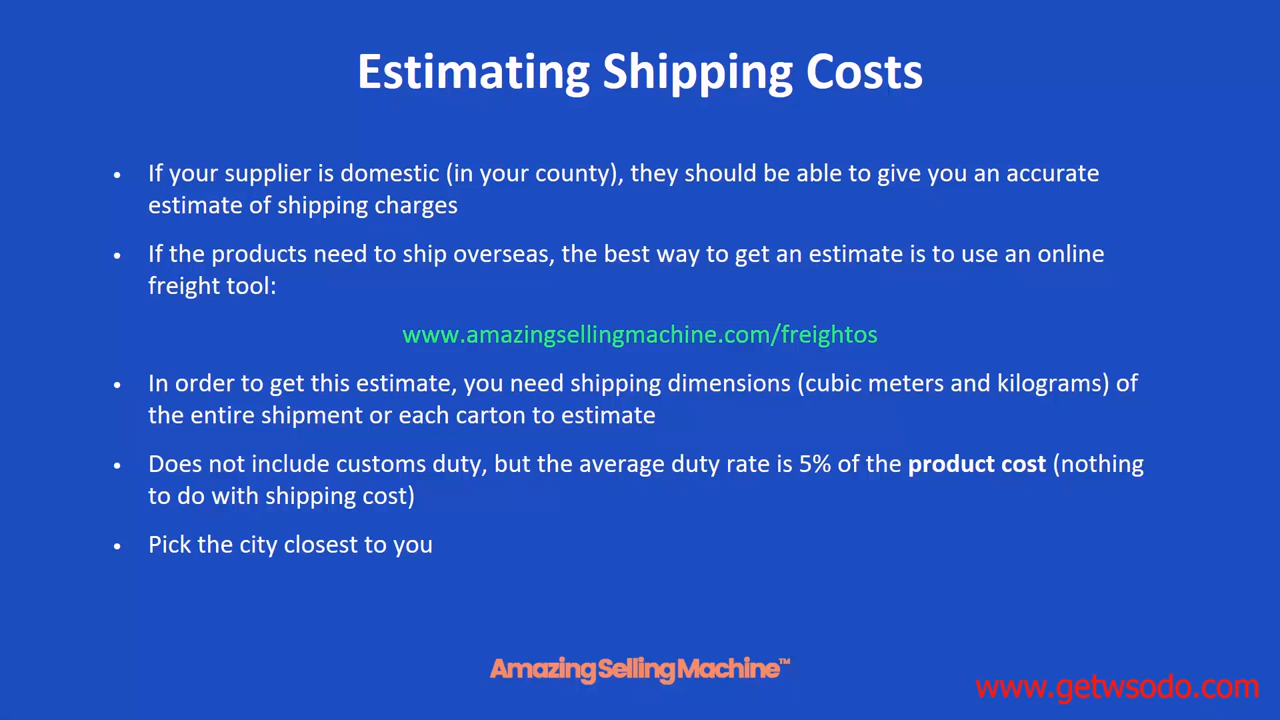 Estimating Shipping Costs
• If your supplier is domestic (in your county), they should be able to give you an accurate
estimate of shipping charges
• If the products need to ship overseas, the best way to get an estimate is to use an online
freight tool:
www.amazingsellingmachine.com/freightos
• In order to get this estimate, you need shipping dimensions (cubic meters and kilograms) of
the entire shipment or each carton to estimate
• Does not include customs duty, but the average duty rate is 5% of the product cost (nothing
to do with shipping cost)
• Pick the city closest to you
AmazingSellingMachine™
www.getwsodo.com